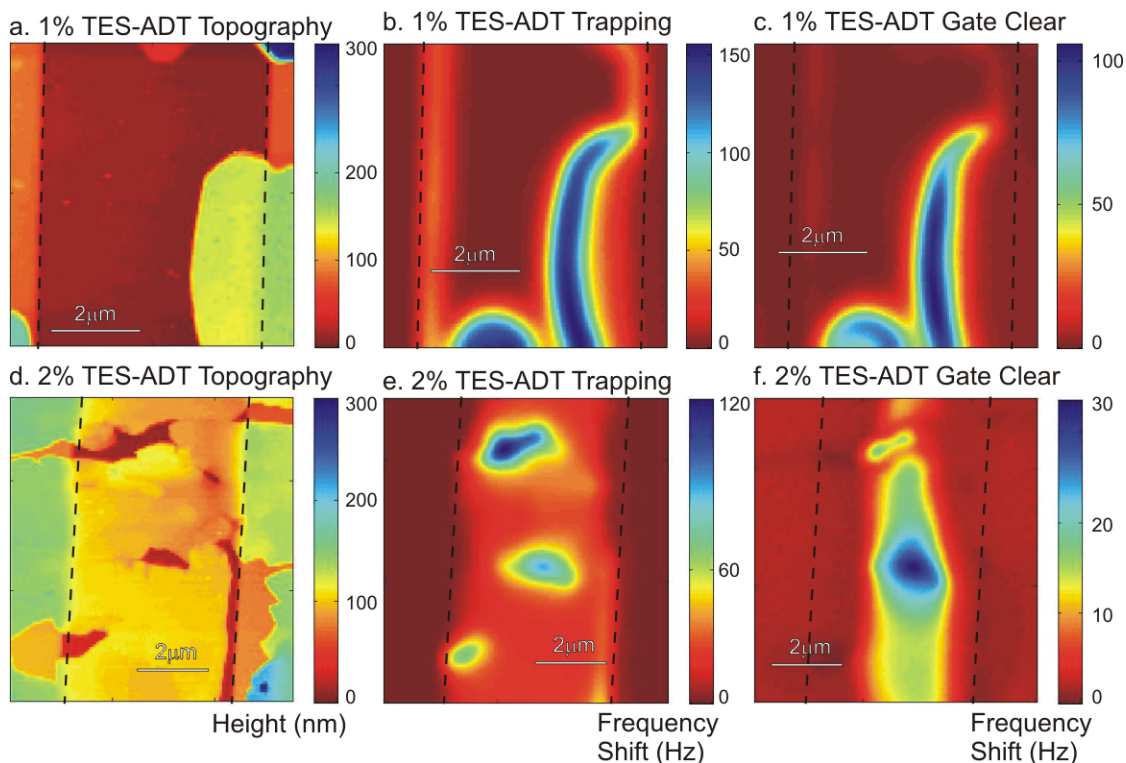 a. 1% TES-ADT Topography
b. 1% TES-ADT Trapping
c. 1% TES-ADT Gate Clear
300
200
100
0
2μm
150
100
50
0
2μm
100
50
0
2μm
d. 2% TES-ADT Topography
e. 2% TES-ADT Trapping
f. 2% TES-ADT Gate Clear
300
200
100
0
2μm
120
60
0
2μm
30
20
10
0
2μm
Height (nm)
Frequency
Shift (Hz)
Frequency
Shift (Hz)